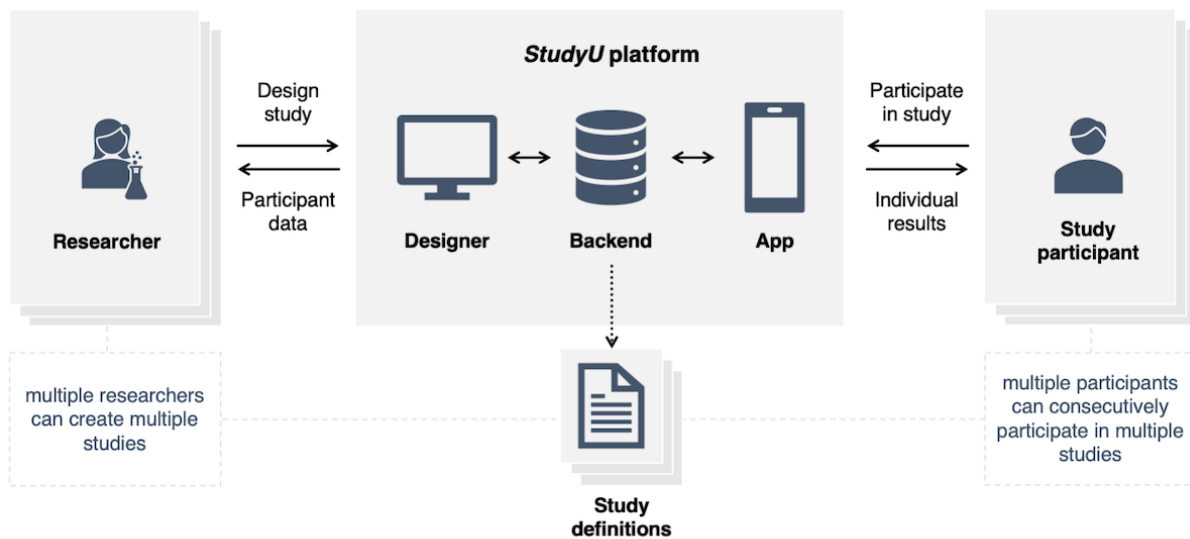 StudyU platform
Design
study
Participant
data
Participate
in study
Individual
results
Researcher
Designer
Backend
App
Study
participant
multiple researchers
can create multiple
studies
multiple participants
can consecutively
participate in multiple
studies
Study
definitions